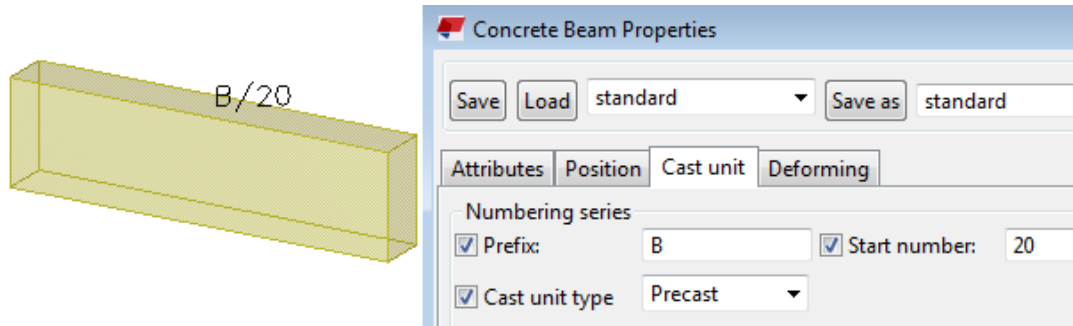 B/20
Concrete Beam Properties
Save Load standard Save as standard
Attributes Position Cast unit Deforming
Numbering series
Prefix: B Start number: 20
Cast unit type Precast